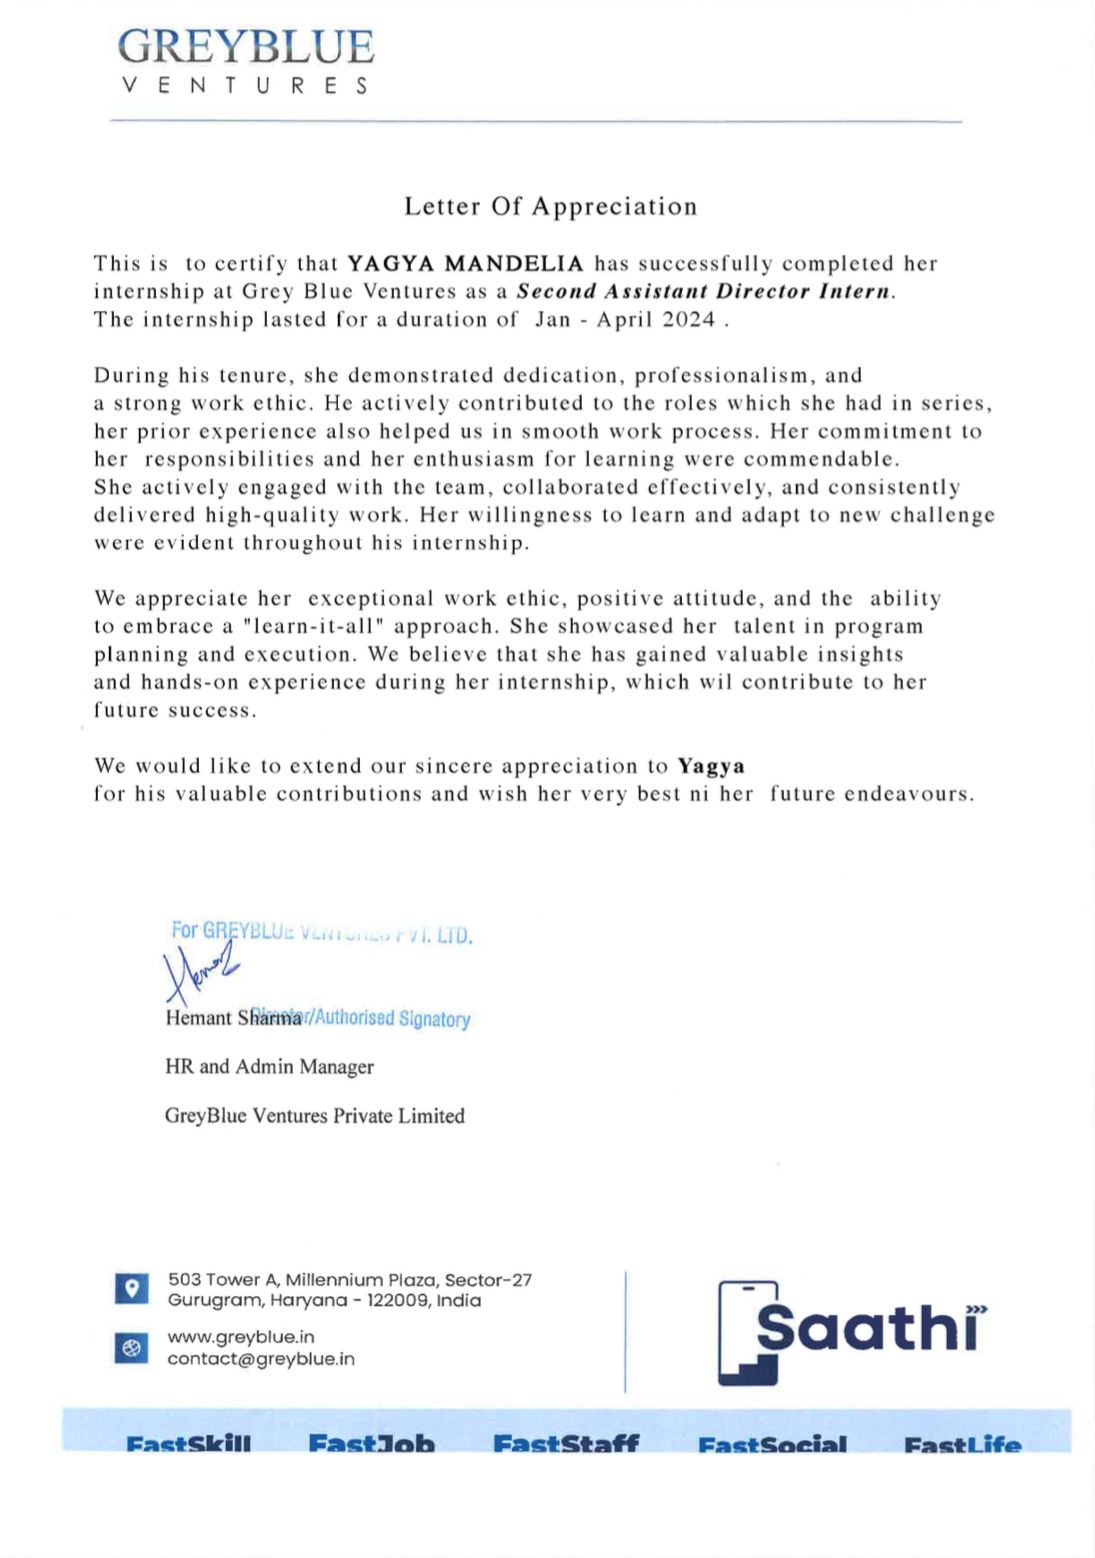 GREYBLUE
VENTURES
Letter Of Appreciation
This is to certify that YAGYA MANDELIA has successfully completed her
internship at Grey Blue Ventures as a Second Assistant Director Intern.
The internship lasted for a duration of Jan - April 2024 .
During his tenure, she demonstrated dedication, professionalism, and
a strong work ethic. He actively contributed to the roles which she had in series,
her prior experience also helped us in smooth work process. Her commitment to
her responsibilities and her enthusiasm for learning were commendable.
She actively engaged with the team, collaborated effectively, and consistently
delivered high-quality work. Her willingness to learn and adapt to new challenge
were evident throughout his internship.
We appreciate her exceptional work ethic, positive attitude, and the ability
to embrace a "learn-it-all" approach. She showcased her talent in program
planning and execution. We believe that she has gained valuable insights
and hands-on experience during her internship, which wil contribute to her
future success.
We would like to extend our sincere appreciation to Yagya
for his valuable contributions and wish her very best ni her future endeavours.
For GREYBLUE VENTURES PVT. LTD.
Hemant
Hemant Sharma
Director/Authorised Signatory
HR and Admin Manager
GreyBlue Ventures Private Limited
503 Tower A, Millennium Plaza, Sector-27
Gurugram, Haryana - 122009, India
www.greyblue.in
contact@greyblue.in
Saathi
FastSkill FastJob FastStaff FastSocial FastLife